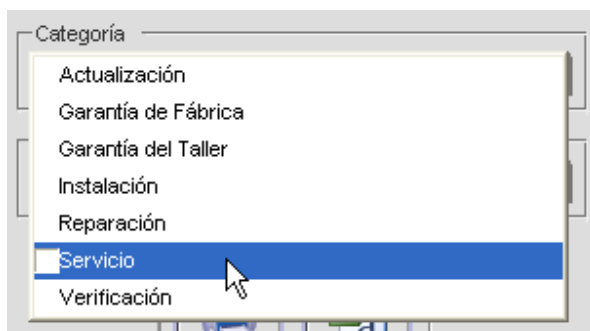 Categoría
Actualización
Garantía de Fábrica
Garantía del Taller
Instalación
Reparación
Servicio
Verificación